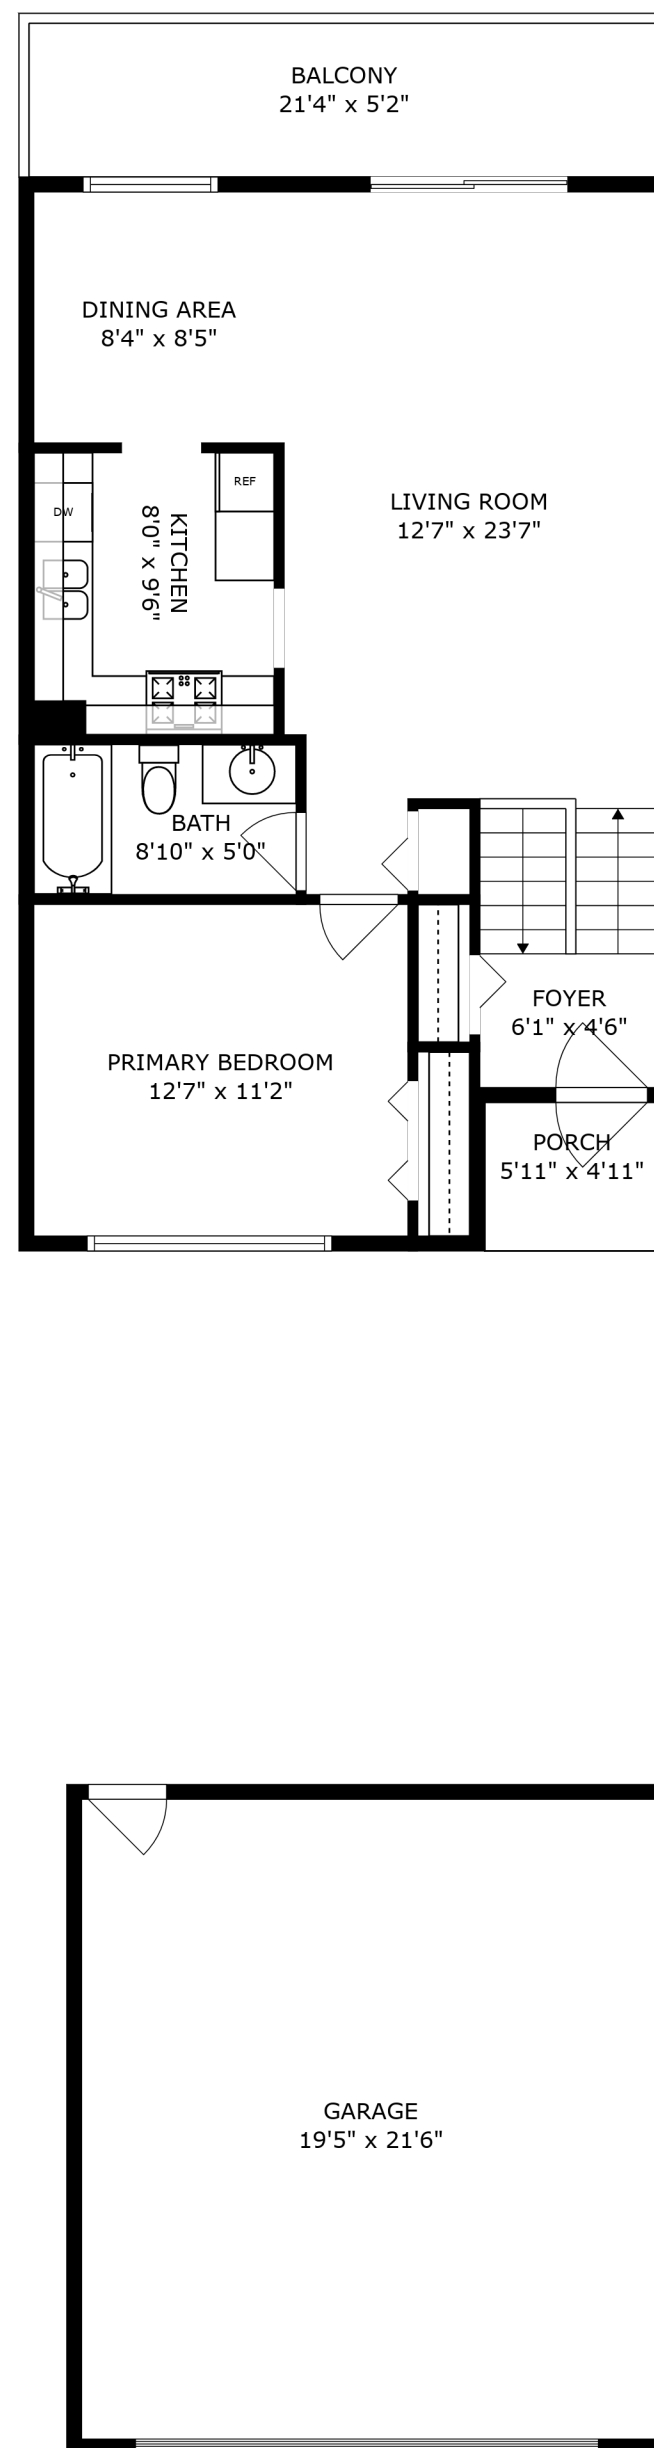 BALCONY
21'4" x 5'2"
DINING AREA
8'4" x 8'5"
REF
DW
KITCHEN
8'0" x 9'6"
LIVING ROOM
12'7" x 23'7"
BATH
8'10" x 5'0"
FOYER
6'1" x 4'6"
PRIMARY BEDROOM
12'7" x 11'2"
PORCH
5'11" x 4'11"
GARAGE
19'5" x 21'6"